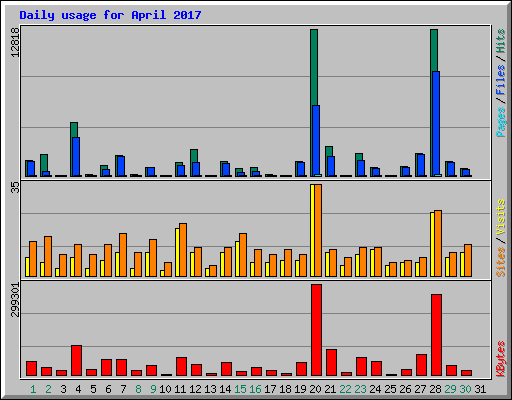 Daily usage for April 2017
12818
Pages / Files / Hits
35
Sites / Visits
299301
KBytes
1 2 3 4 5 6 7 8 9 10 11 12 13 14 15 16 17 18 19 20 21 22 23 24 25 26 27 28 29 30 31